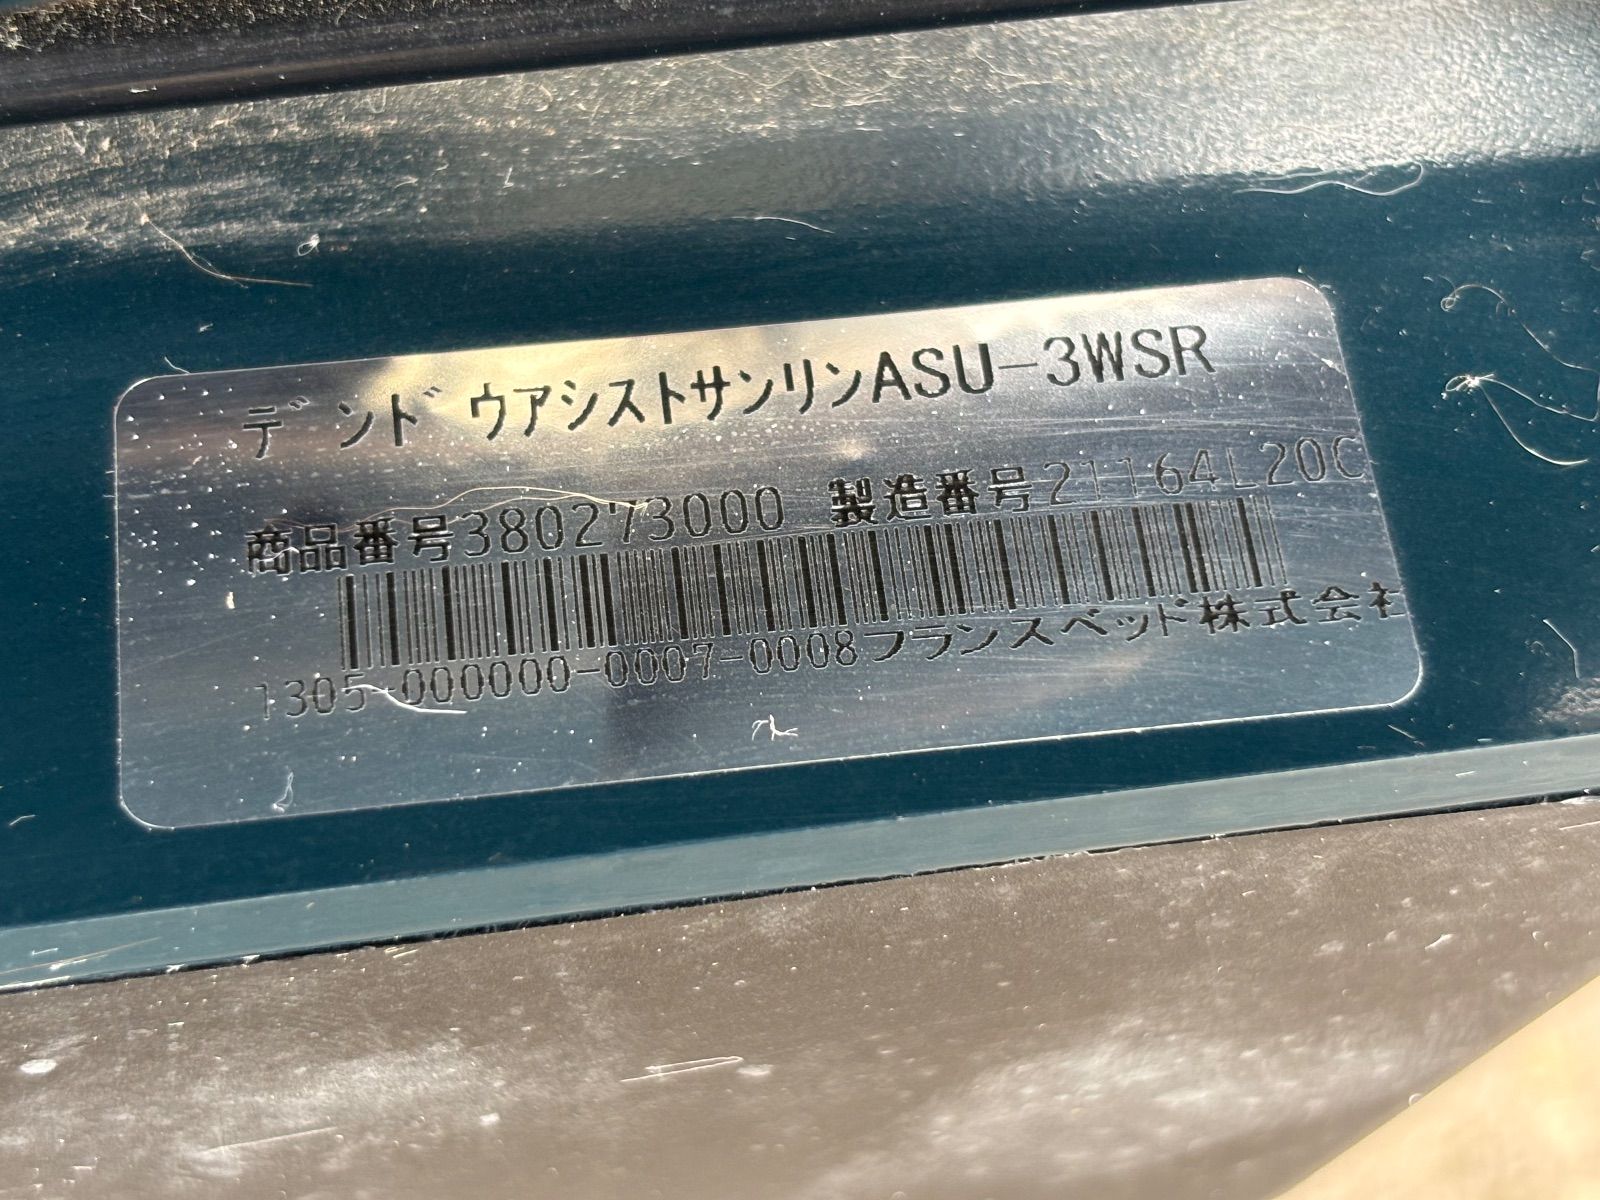 デンドウアシストサンリンASU-3WSR
商品番号380273000 製造番号21164L20C
1305-000000-0007-0008フランスベッド株式会社